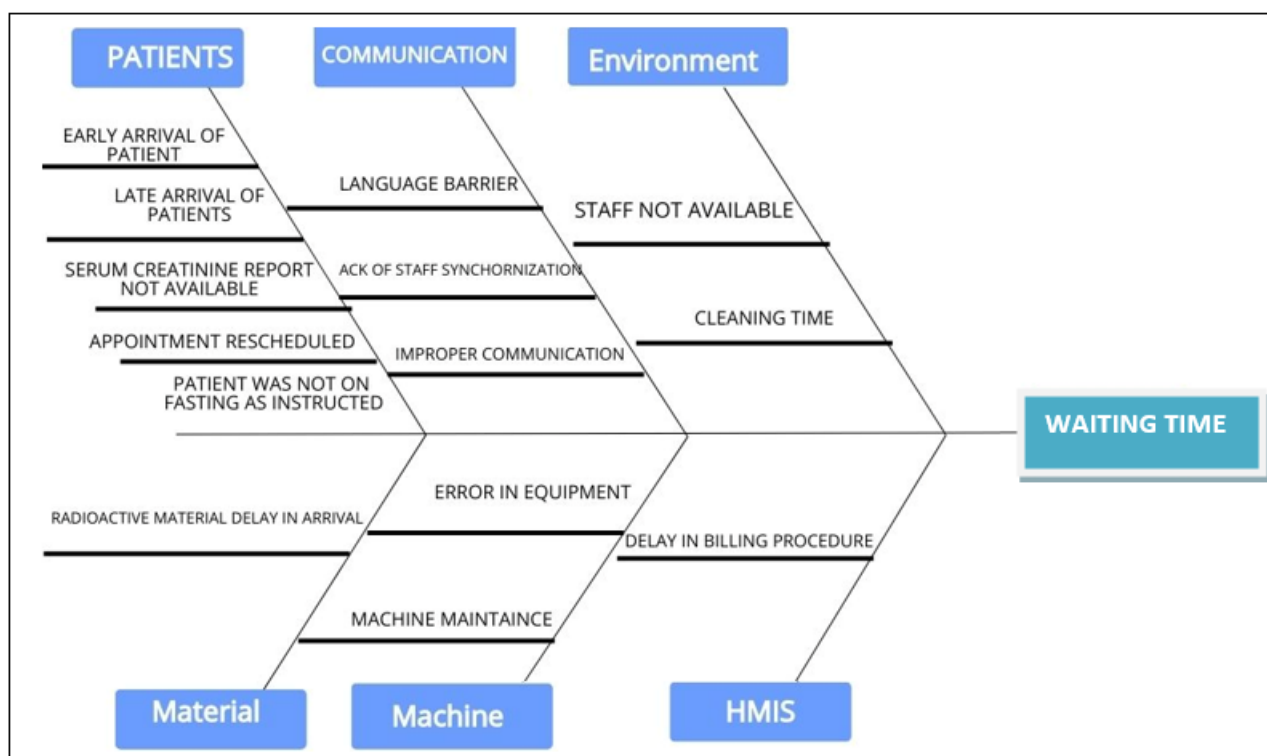 PATIENTS
COMMUNICATION
Environment
EARLY ARRIVAL OF
PATIENT
LATE ARRIVAL OF
PATIENTS
SERUM CREATININE REPORT
NOT AVAILABLE
APPOINTMENT RESCHEDULED
PATIENT WAS NOT ON
FASTING AS INSTRUCTED
LANGUAGE BARRIER
ACK OF STAFF SYNCHORNIZATION
IMPROPER COMMUNICATION
STAFF NOT AVAILABLE
CLEANING TIME
WAITING TIME
RADIOACTIVE MATERIAL DELAY IN ARRIVAL
ERROR IN EQUIPMENT
MACHINE MAINTAINCE
DELAY IN BILLING PROCEDURE
Material
Machine
HMIS